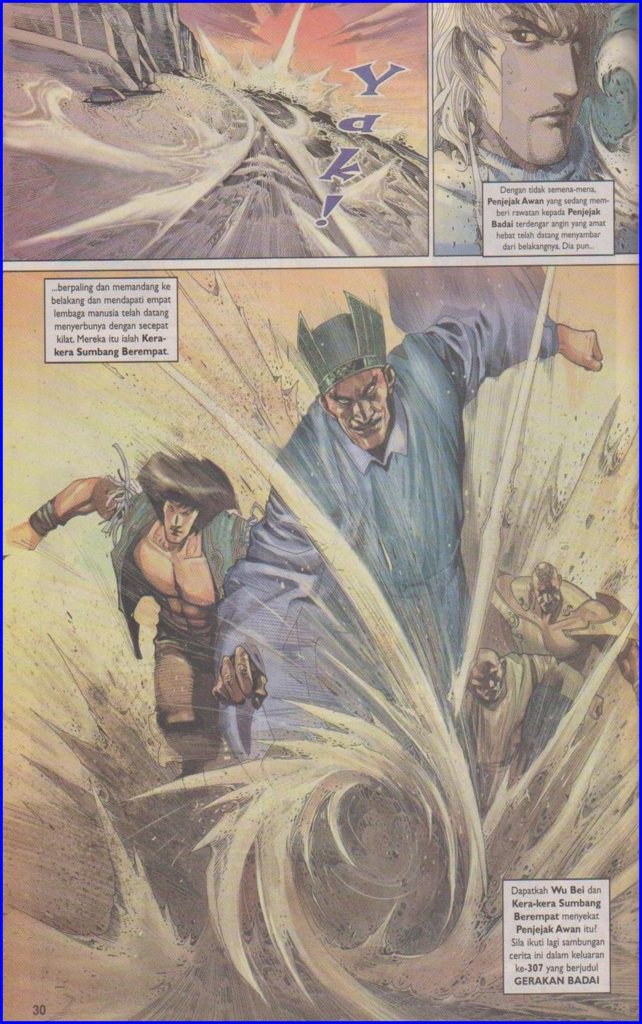 Yak!
Dengan tidak semena-mena,
Penjejak Awan yang sedang mem-
beri rawatan kepada Penjejak
Badai terdengar angin yang amat
hebat telah datang menyambar
dari belakangnya. Dia pun...
...berpaling dan memandang ke
belakang dan mendapati empat
lembaga manusia telah datang
menyerbunya dengan secepat
kilat. Mereka itu ialah Kera-
kera Sumbang Berempat.
Dapatkah Wu Bei dan
Kera-kera Sumbang
Berempat menyekat
Penjejak Awan itu?
Sila ikuti lagi sambungan
cerita ini dalam keluaran
ke-307 yang berjudul
GERAKAN BADAI
30